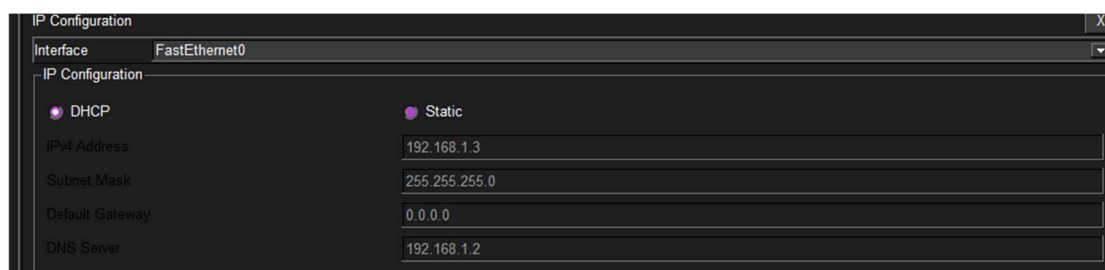 IP Configuration X
Interface FastEthernet0
IP Configuration
DHCP Static
IPv4 Address 192.168.1.3
Subnet Mask 255.255.255.0
Default Gateway 0.0.0.0
DNS Server 192.168.1.2